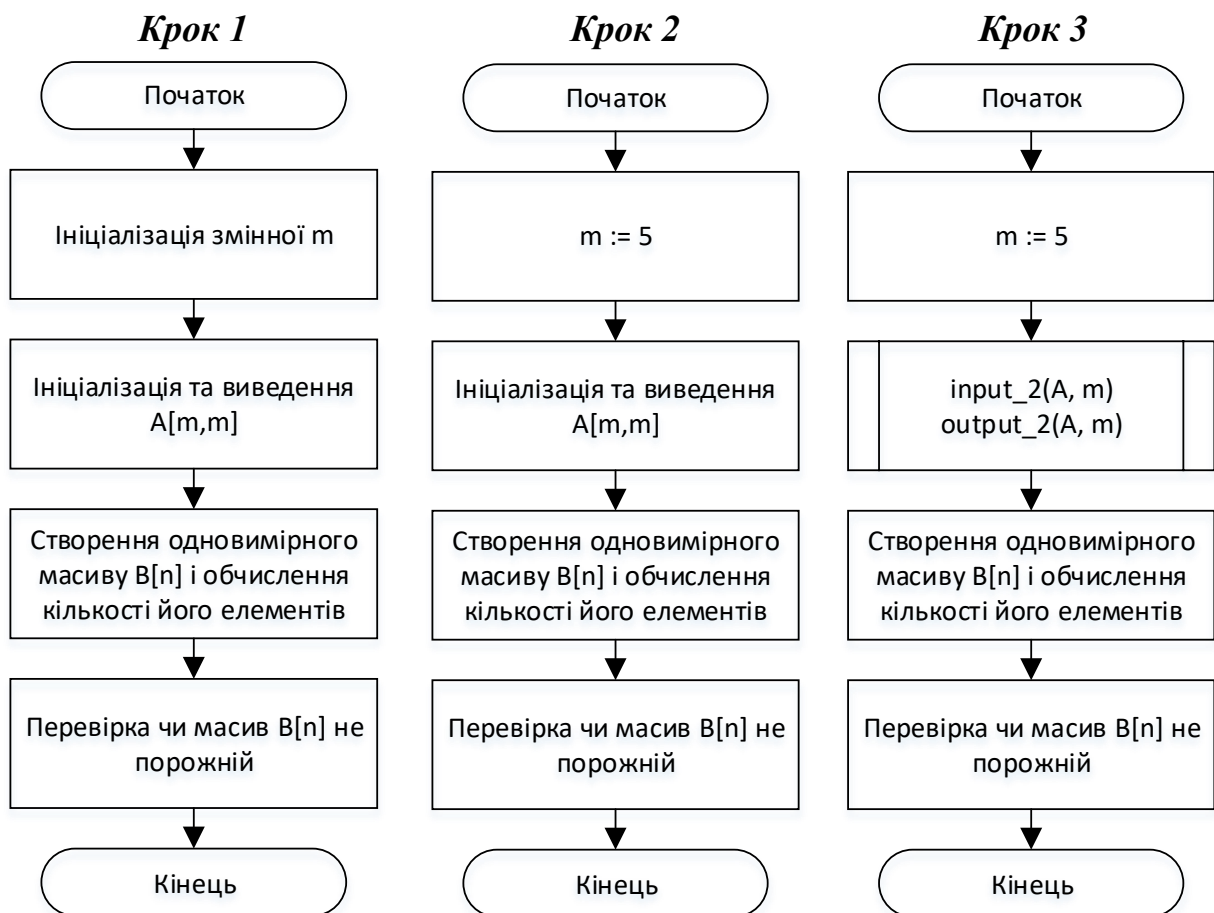 Крок 1
Початок
Ініціалізація змінної m
Ініціалізація та виведення
A[m,m]
Створення одновимірного
масиву B[n] і обчислення
кількості його елементів
Перевірка чи масив B[n] не
порожній
Кінець
Крок 2
Початок
m := 5
Ініціалізація та виведення
A[m,m]
Створення одновимірного
масиву B[n] і обчислення
кількості його елементів
Перевірка чи масив B[n] не
порожній
Кінець
Крок 3
Початок
m := 5
input_2(A, m)
output_2(A, m)
Створення одновимірного
масиву B[n] і обчислення
кількості його елементів
Перевірка чи масив B[n] не
порожній
Кінець